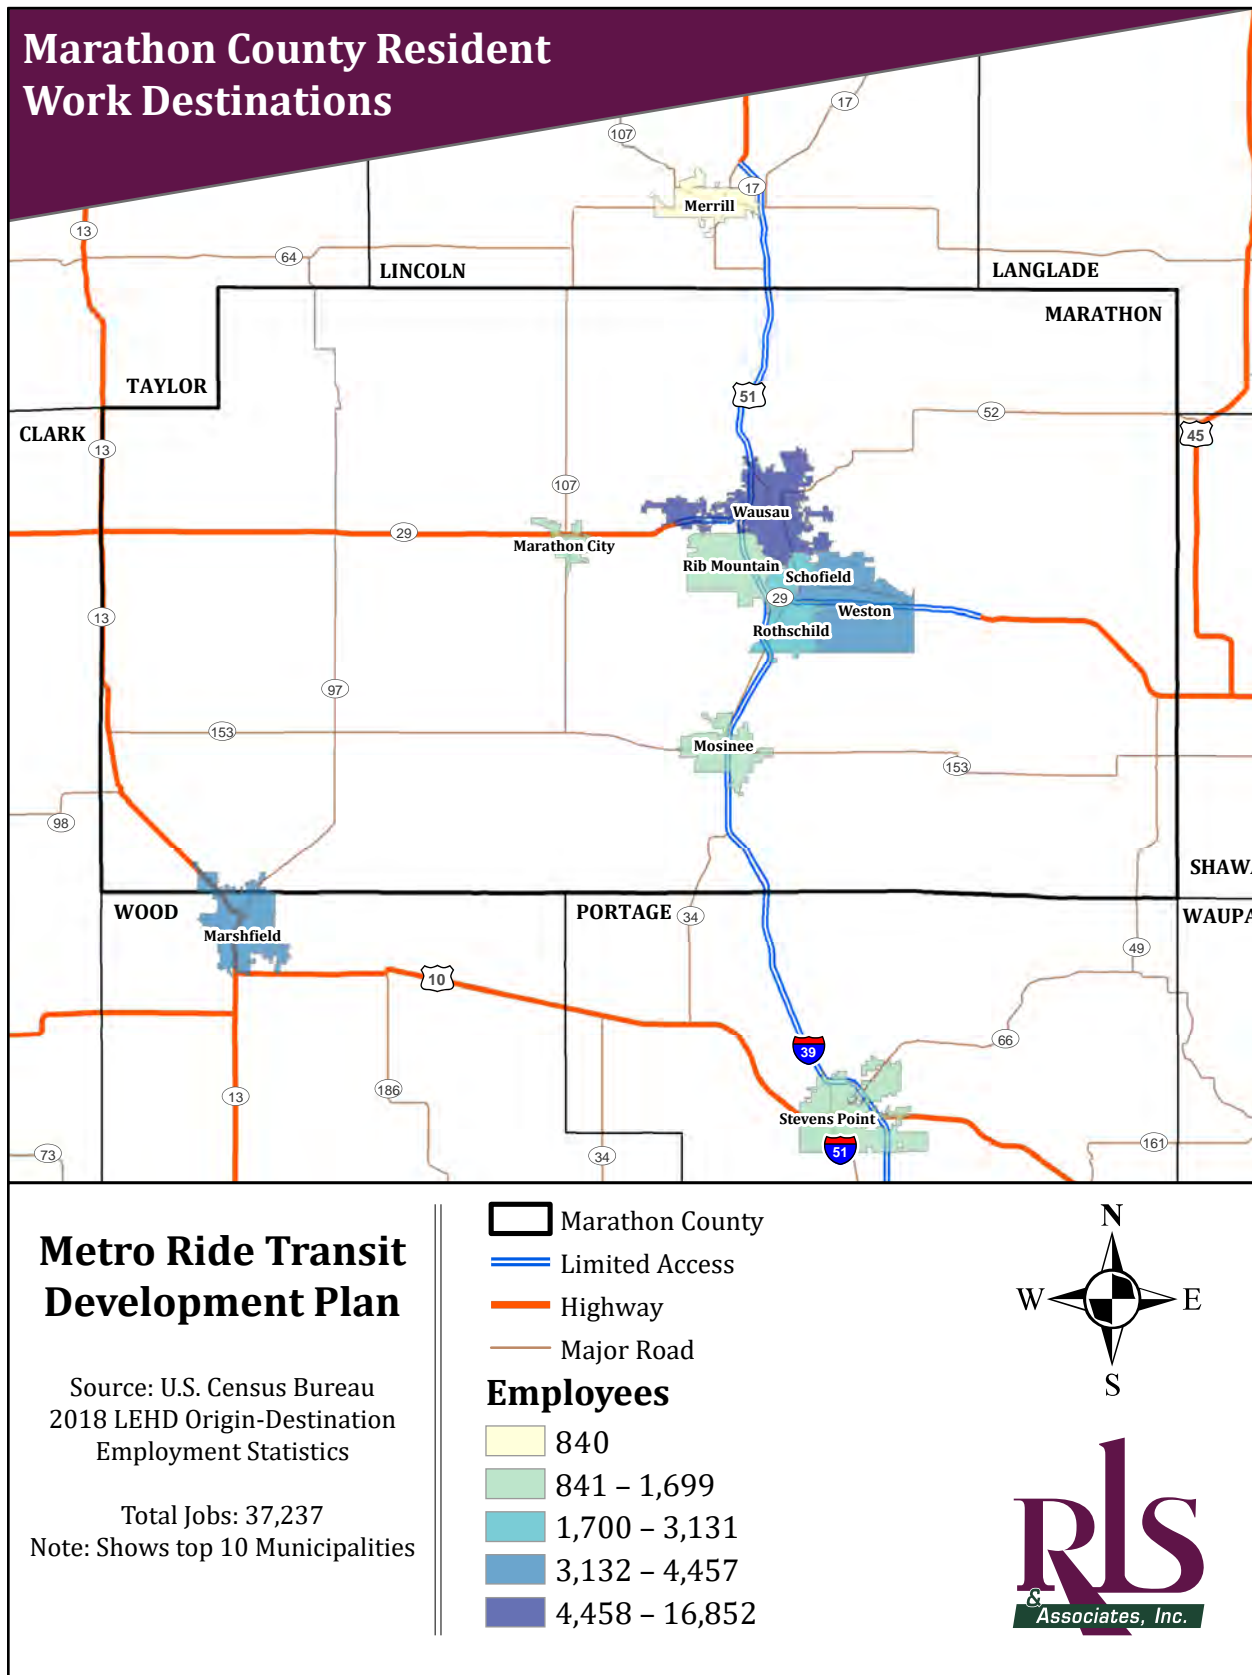 Marathon County Resident
Work Destinations
17
107
17
Merrill
13
64
LINCOLN
LANGLADE
MARATHON
TAYLOR
51
52
CLARK
13
45
107
Wausau
29
Marathon City
Rib Mountain
Schofield
29
Weston
13
Rothschild
97
153
Mosinee
153
98
SHAWA
WOOD
PORTAGE
34
WAUPA
Marshfield
49
10
39
66
13
186
Stevens Point
73
34
51
161
Metro Ride Transit
Development Plan
Source: U.S. Census Bureau
2018 LEHD Origin-Destination
Employment Statistics
Total Jobs: 37,237
Note: Shows top 10 Municipalities
Marathon County
Limited Access
Highway
Major Road
Employees
840
841 – 1,699
1,700 – 3,131
3,132 – 4,457
4,458 – 16,852
N
W
E
S
RLS
& Associates, Inc.